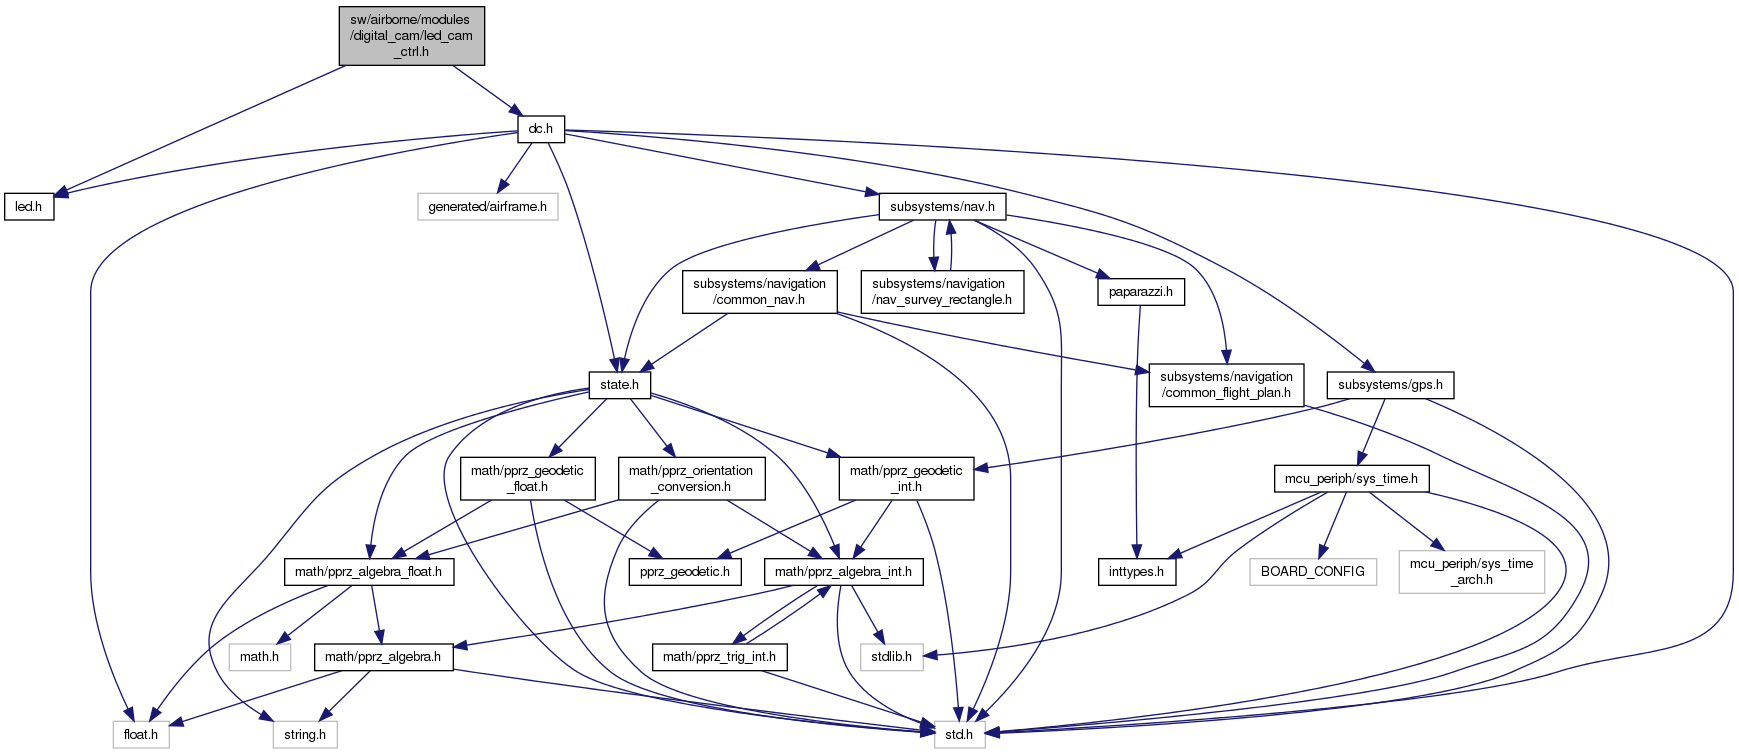 sw/airborne/modules
/digital_cam/led_cam
_ctrl.h
dc.h
led.h
generated/airframe.h
subsystems/nav.h
subsystems/navigation
/common_nav.h
subsystems/navigation
/nav_survey_rectangle.h
paparazzi.h
state.h
subsystems/navigation
/common_flight_plan.h
subsystems/gps.h
math/pprz_geodetic
_float.h
math/pprz_orientation
_conversion.h
math/pprz_geodetic
_int.h
mcu_periph/sys_time.h
math/pprz_algebra_float.h
pprz_geodetic.h
math/pprz_algebra_int.h
inttypes.h
BOARD_CONFIG
mcu_periph/sys_time
_arch.h
math.h
math/pprz_algebra.h
math/pprz_trig_int.h
stdlib.h
float.h
string.h
std.h